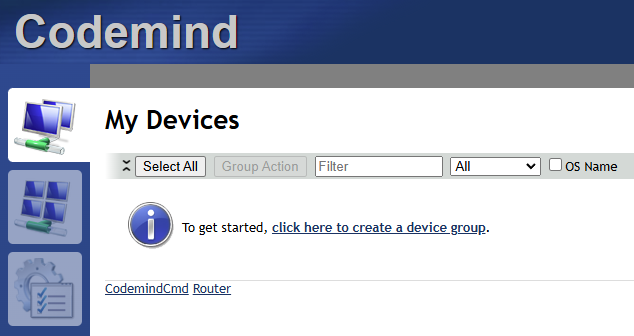 Codemind
My Devices
Select All Group Action Filter All OS Name
To get started, click here to create a device group.
CodemindCmd Router